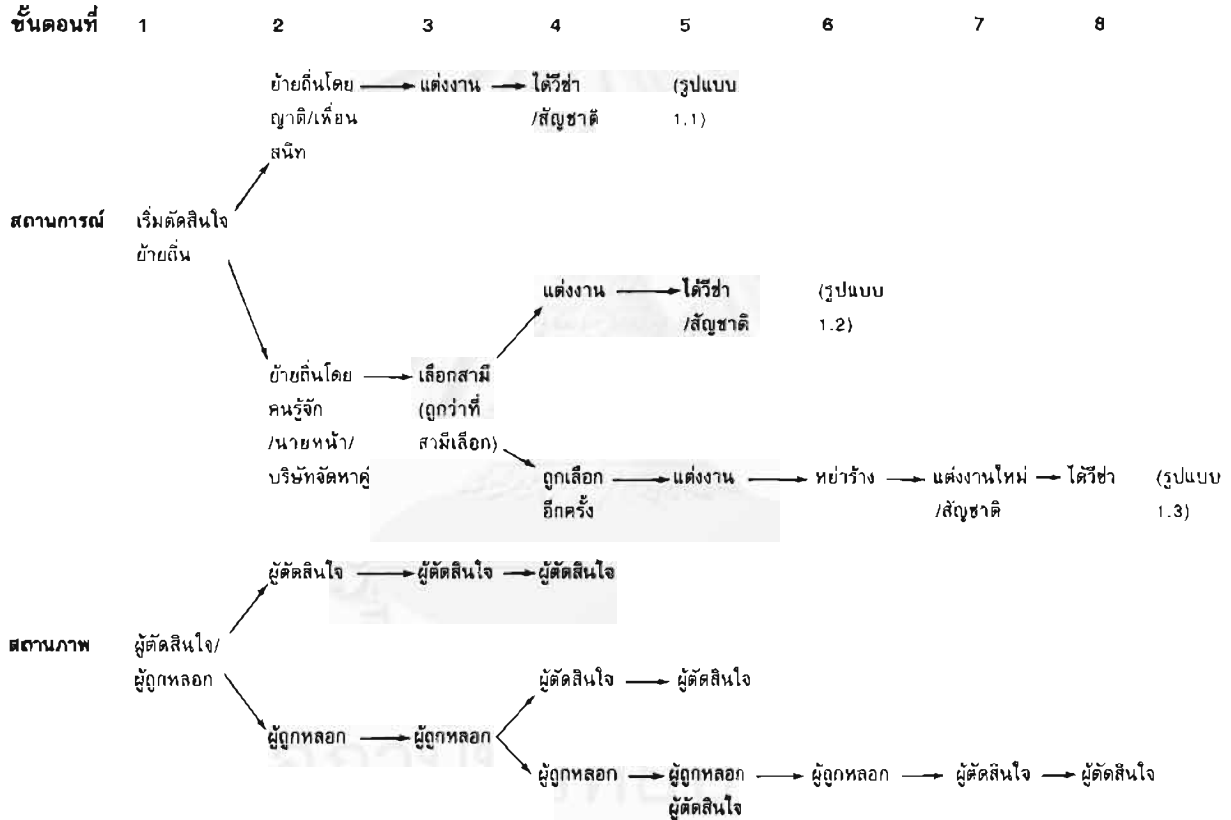 ขั้นตอนที่ 1 2 3 4 5 6 7 8
ย้ายถิ่นโดย แต่งงาน ได้วีซ่า (รูปแบบ
ญาติ/เพื่อน /สัญชาติ 1.1)
สนิท
สถานการณ์ เริ่มตัดสินใจ
ย้ายถิ่น
แต่งงาน ได้วีซ่า (รูปแบบ
/สัญชาติ 1.2)
ย้ายถิ่นโดย เลือกสามี
คนรู้จัก (ถูกว่าที่
/นายหน้า/ สามีเลือก)
บริษัทจัดหาคู่ ถูกเลือก แต่งงาน หย่าร้าง แต่งงานใหม่ ได้วีซ่า (รูปแบบ
อีกครั้ง /สัญชาติ 1.3)
ผู้ตัดสินใจ ผู้ตัดสินใจ ผู้ตัดสินใจ
สถานภาพ ผู้ตัดสินใจ/
ผู้ถูกหลอก ผู้ตัดสินใจ ผู้ตัดสินใจ
ผู้ถูกหลอก ผู้ถูกหลอก
ผู้ถูกหลอก ผู้ถูกหลอก ผู้ถูกหลอก ผู้ตัดสินใจ ผู้ตัดสินใจ
ผู้ตัดสินใจ